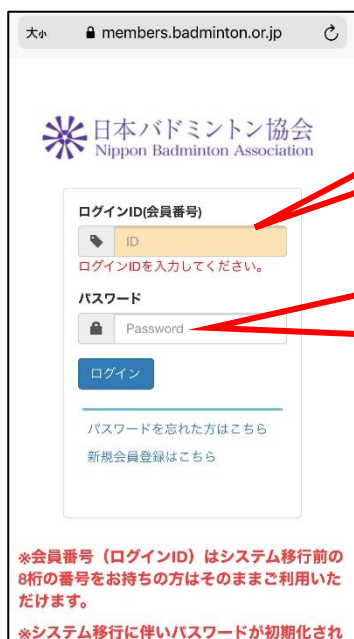 大小 members.badminton.or.jp
日本バドミントン協会
Nippon Badminton Association
ログインID(会員番号)
ID
ログインIDを入力してください。
パスワード
Password
ログイン
パスワードを忘れた方はこちら
新規会員登録はこちら
※会員番号（ログインID）はシステム移行前の
8桁の番号をお持ちの方はそのままご利用いた
だけます。
※システム移行に伴いパスワードが初期化され